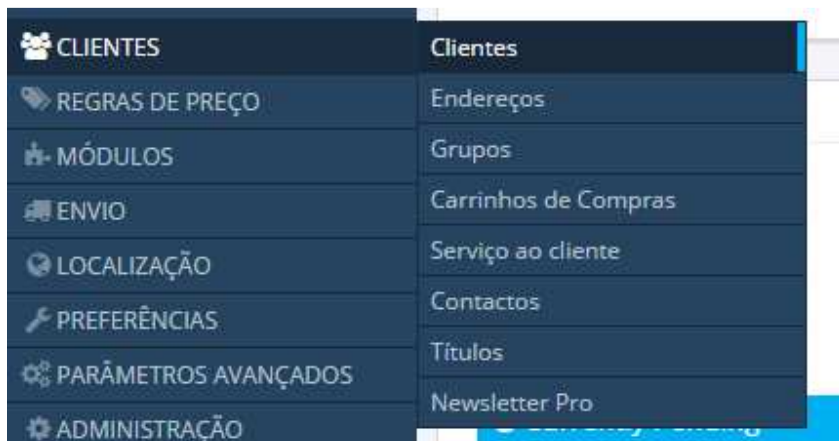 CLIENTES
REGRAS DE PREÇO
MÓDULOS
ENVIO
LOCALIZAÇÃO
PREFERÊNCIAS
PARÂMETROS AVANÇADOS
ADMINISTRAÇÃO
Clientes
Endereços
Grupos
Carrinhos de Compras
Serviço ao cliente
Contactos
Títulos
Newsletter Pro
Pending